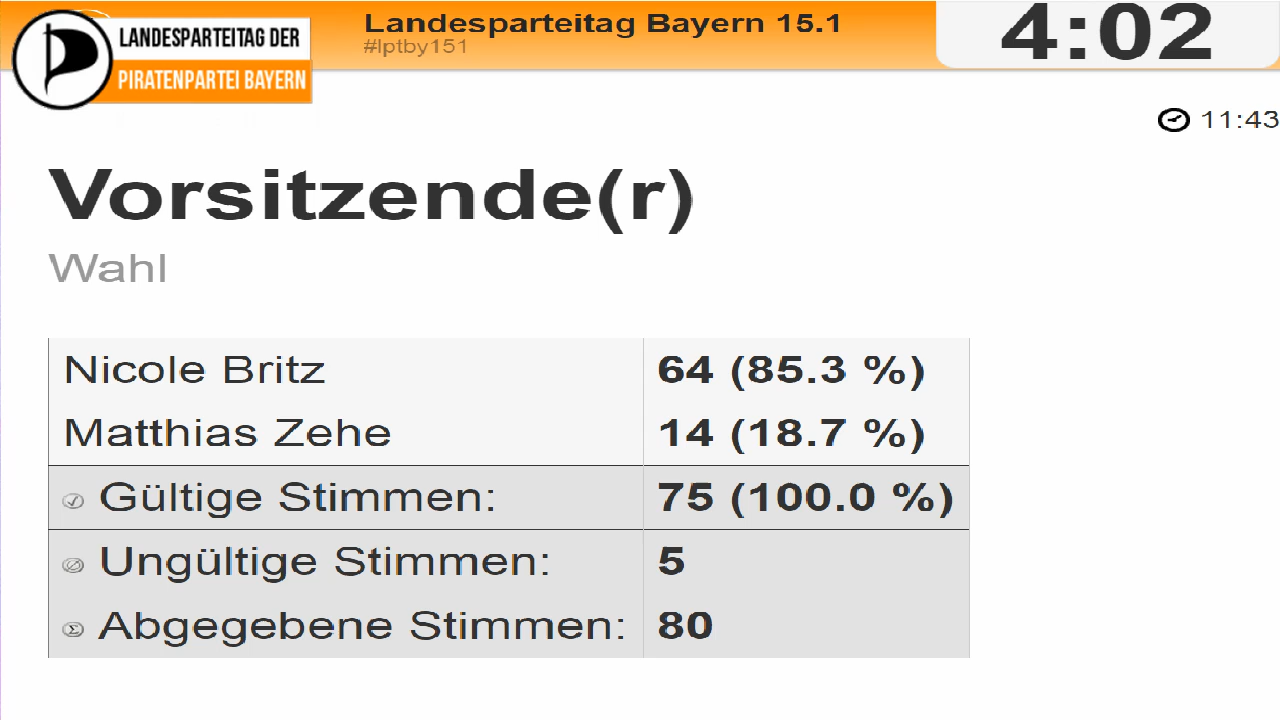 LANDESPARTEITAG DER
PIRATENPARTEI BAYERN
Landesparteitag Bayern 15.1
#lptby151
4:02
11:43
Vorsitzende(r)
Wahl
Nicole Britz 64 (85.3 %)
Matthias Zehe 14 (18.7 %)
Gültige Stimmen: 75 (100.0 %)
Ungültige Stimmen: 5
Σ Abgegebene Stimmen: 80